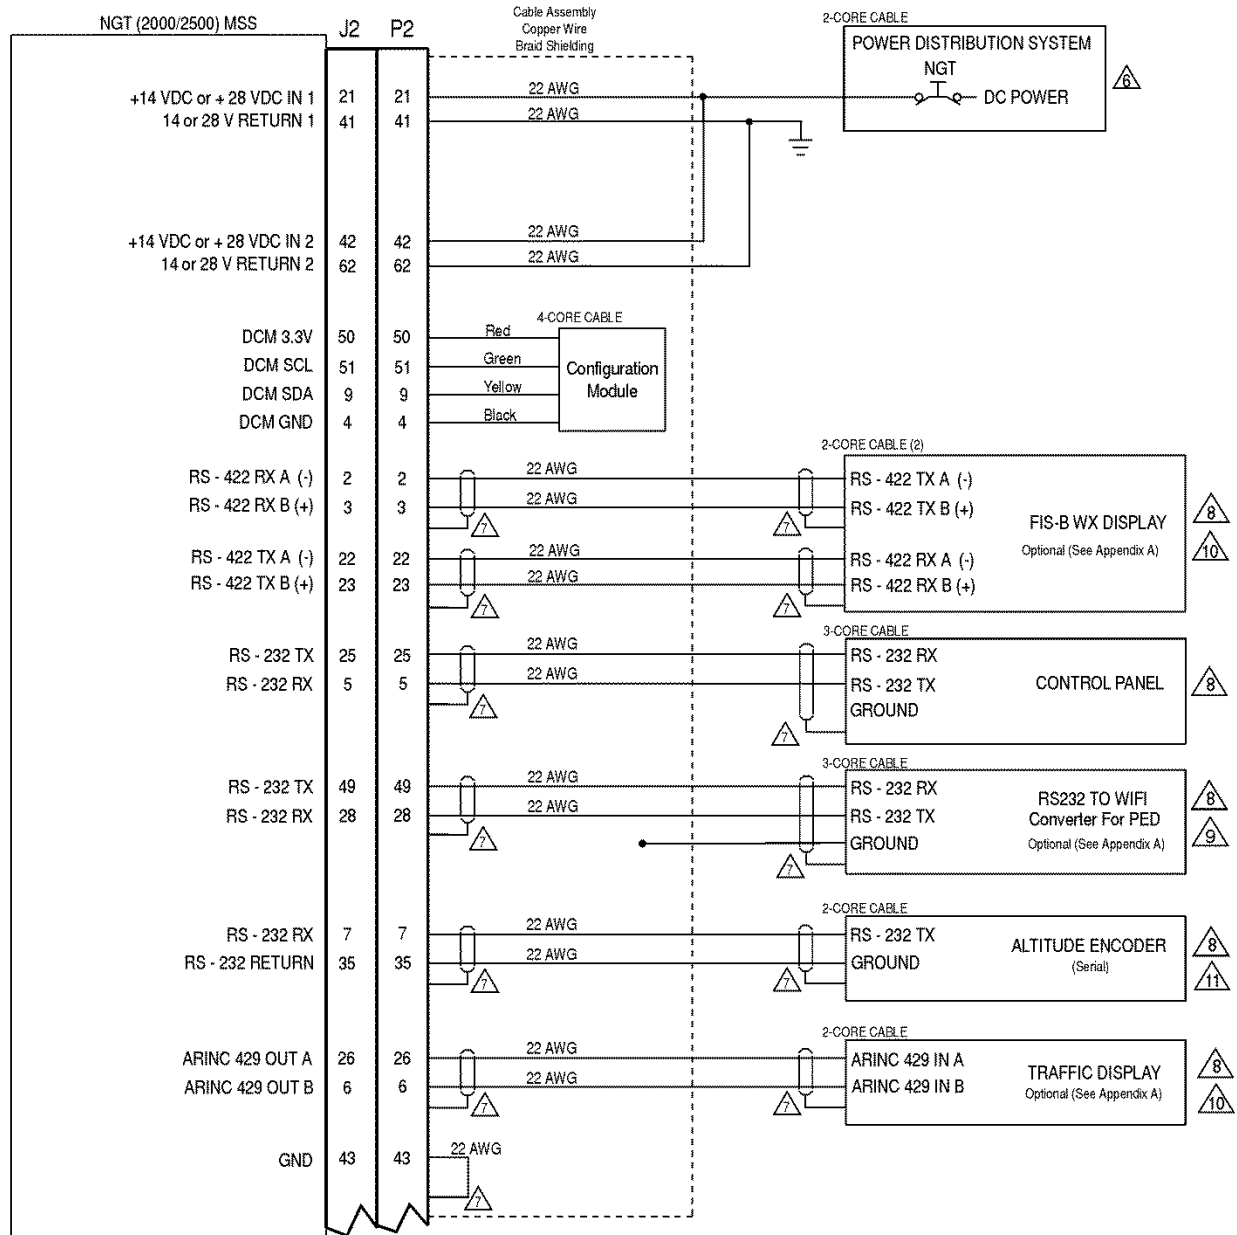 NGT (2000/2500) MSS
J2 P2
Cable Assembly
Copper Wire
Braid Shielding
2-CORE CABLE
POWER DISTRIBUTION SYSTEM
NGT
DC POWER
6
+14 VDC or + 28 VDC IN 1 21 21 22 AWG
14 or 28 V RETURN 1 41 41 22 AWG
+14 VDC or + 28 VDC IN 2 42 42 22 AWG
14 or 28 V RETURN 2 62 62 22 AWG
4-CORE CABLE
DCM 3.3V 50 50 Red
DCM SCL 51 51 Green
DCM SDA 9 9 Yellow
DCM GND 4 4 Black
Configuration
Module
2-CORE CABLE (2)
RS - 422 RX A (-) 2 2 22 AWG RS - 422 TX A (-)
RS - 422 RX B (+) 3 3 22 AWG RS - 422 TX B (+)
7 7
FIS-B WX DISPLAY
Optional (See Appendix A)
8
10
RS - 422 TX A (-) 22 22 22 AWG RS - 422 RX A (-)
RS - 422 TX B (+) 23 23 22 AWG RS - 422 RX B (+)
7 7
3-CORE CABLE
RS - 232 TX 25 25 22 AWG RS - 232 RX
RS - 232 RX 5 5 22 AWG RS - 232 TX
GROUND
CONTROL PANEL
8
7 7
3-CORE CABLE
RS - 232 TX 49 49 22 AWG RS - 232 RX
RS - 232 RX 28 28 22 AWG RS - 232 TX
GROUND
RS232 TO WIFI
Converter For PED
Optional (See Appendix A)
8
9
7 7
2-CORE CABLE
RS - 232 RX 7 7 22 AWG RS - 232 TX
RS - 232 RETURN 35 35 22 AWG GROUND
ALTITUDE ENCODER
(Serial)
8
11
7 7
2-CORE CABLE
ARINC 429 OUT A 26 26 22 AWG ARINC 429 IN A
ARINC 429 OUT B 6 6 22 AWG ARINC 429 IN B
TRAFFIC DISPLAY
Optional (See Appendix A)
8
10
7 7
GND 43 43 22 AWG
7